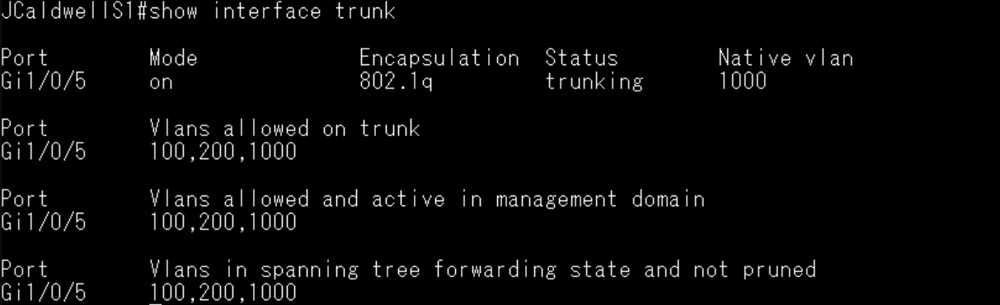 JCaldwellS1#show interface trunk
Port Mode Encapsulation Status Native vlan
Gi1/0/5 on 802.1q trunking 1000
Port Vlans allowed on trunk
Gi1/0/5 100,200,1000
Port Vlans allowed and active in management domain
Gi1/0/5 100,200,1000
Port Vlans in spanning tree forwarding state and not pruned
Gi1/0/5 100,200,1000